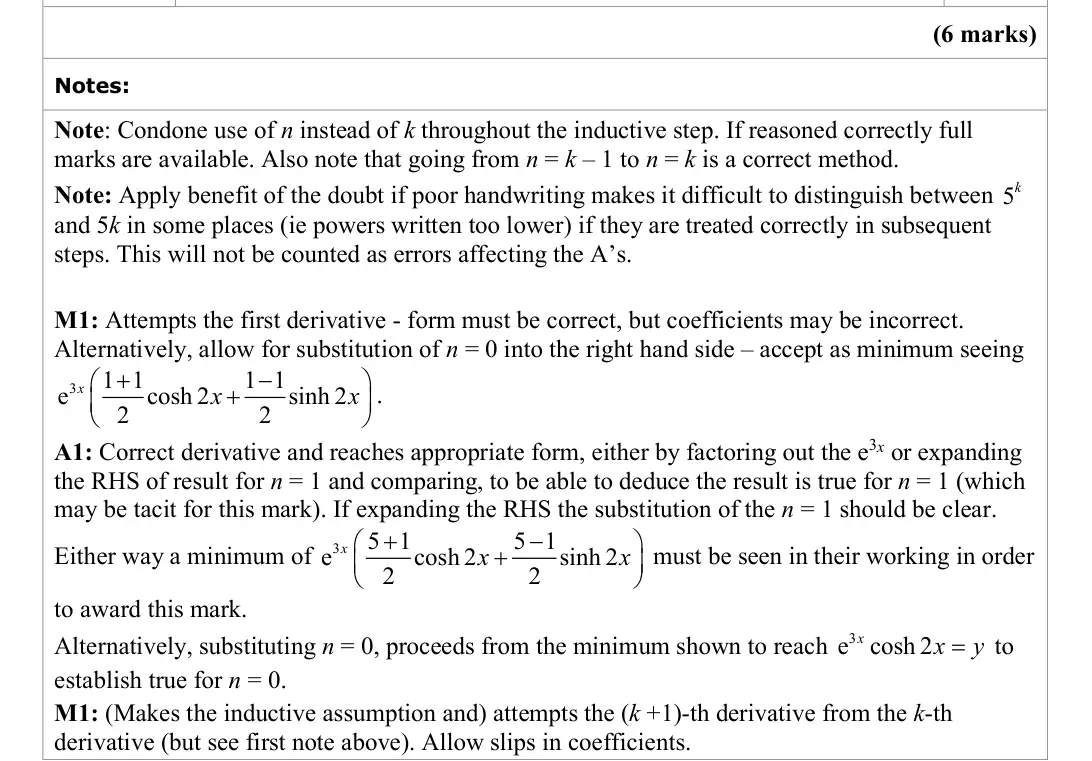 (6 marks)
Notes:
Note: Condone use of n instead of k throughout the inductive step. If reasoned correctly full
marks are available. Also note that going from n = k – 1 to n = k is a correct method.
Note: Apply benefit of the doubt if poor handwriting makes it difficult to distinguish between 5^k
and 5k in some places (ie powers written too lower) if they are treated correctly in subsequent
steps. This will not be counted as errors affecting the A’s.
M1: Attempts the first derivative - form must be correct, but coefficients may be incorrect.
Alternatively, allow for substitution of n = 0 into the right hand side – accept as minimum seeing
e^{3x} ( \frac{1+1}{2} cosh 2x + \frac{1−1}{2} sinh 2x ) .
A1: Correct derivative and reaches appropriate form, either by factoring out the e^{3x} or expanding
the RHS of result for n = 1 and comparing, to be able to deduce the result is true for n = 1 (which
may be tacit for this mark). If expanding the RHS the substitution of the n = 1 should be clear.
Either way a minimum of e^{3x} ( \frac{5+1}{2} cosh 2x + \frac{5−1}{2} sinh 2x ) must be seen in their working in order
to award this mark.
Alternatively, substituting n = 0, proceeds from the minimum shown to reach e^{3x} cosh 2x = y to
establish true for n = 0.
M1: (Makes the inductive assumption and) attempts the (k +1)-th derivative from the k-th
derivative (but see first note above). Allow slips in coefficients.